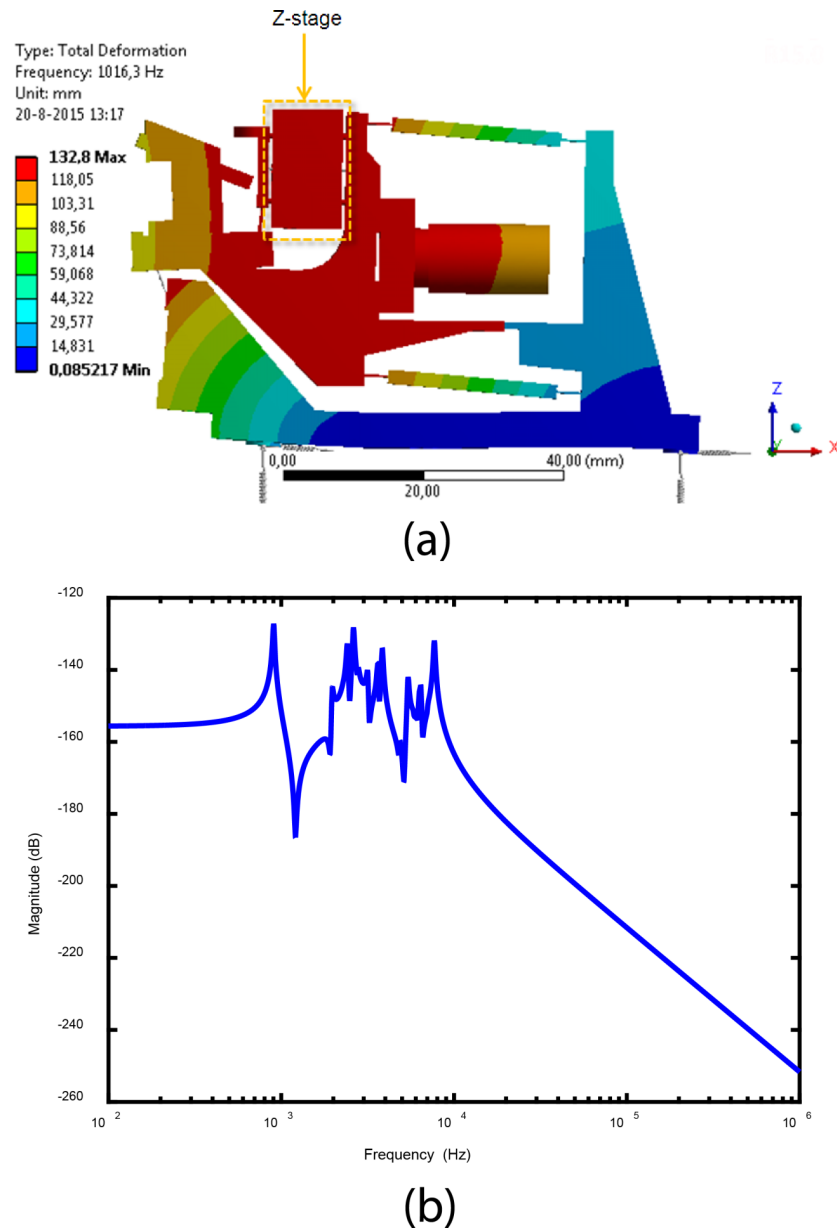 Z-stage
Type: Total Deformation
Frequency: 1016,3 Hz
Unit: mm
20-8-2015 13:17
132,8 Max
118,05
103,31
88,56
73,814
59,068
44,322
29,577
14,831
0,085217 Min
Z
Y
X
0,00
40,00 (mm)
20,00
(a)
-120
-140
-160
-180
-200
-220
-240
-260
Magnitude (dB)
10 2
10 3
10 4
10 5
10 6
Frequency (Hz)
(b)